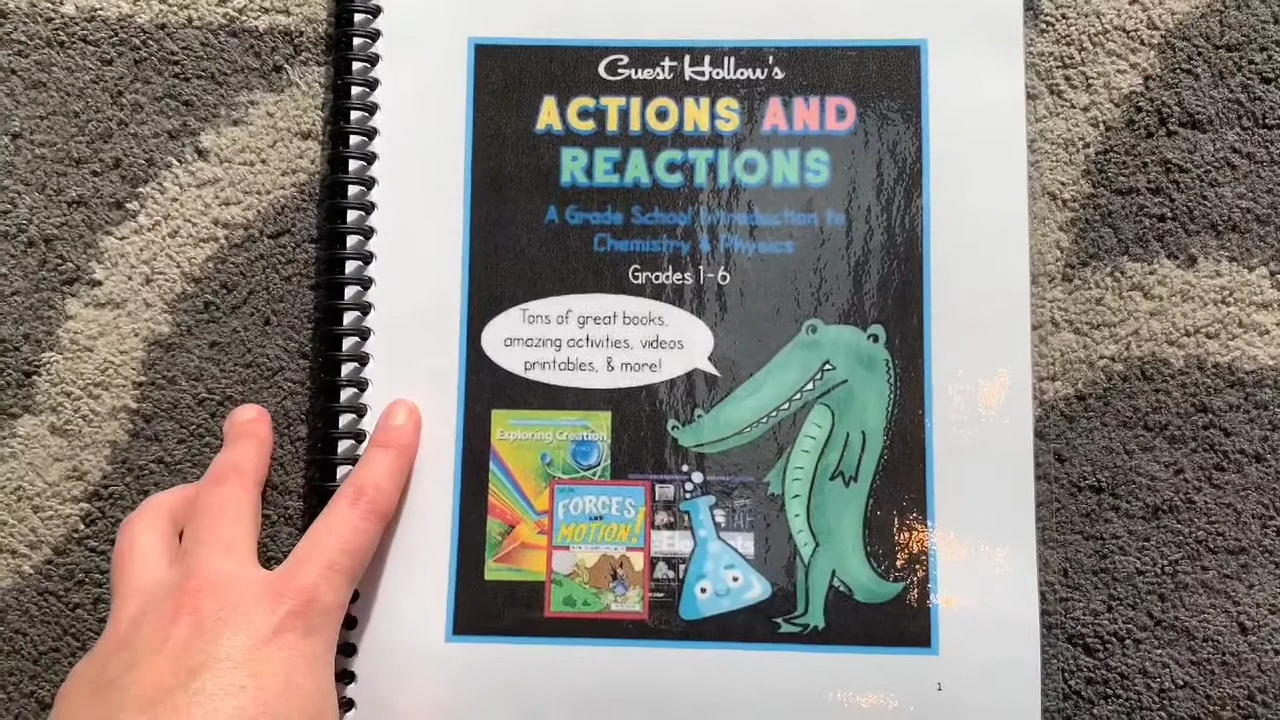 Guest Hollow's
ACTIONS AND
REACTIONS
A Grade School Introduction to
Chemistry & Physics
Grades 1-6
Tons of great books,
amazing activities, videos
printables, & more!
Exploring Creation
FORCES
AND
MOTION!
1